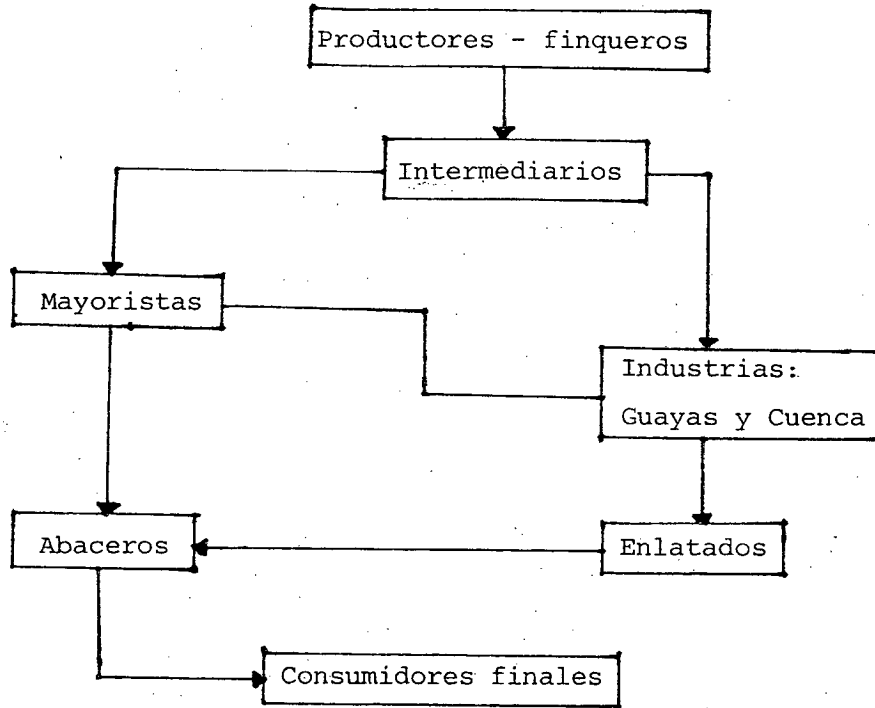 Productores - finqueros
Intermediarios
Mayoristas
Industrias:
Guayas y Cuenca
Abaceros
Enlatados
Consumidores finales